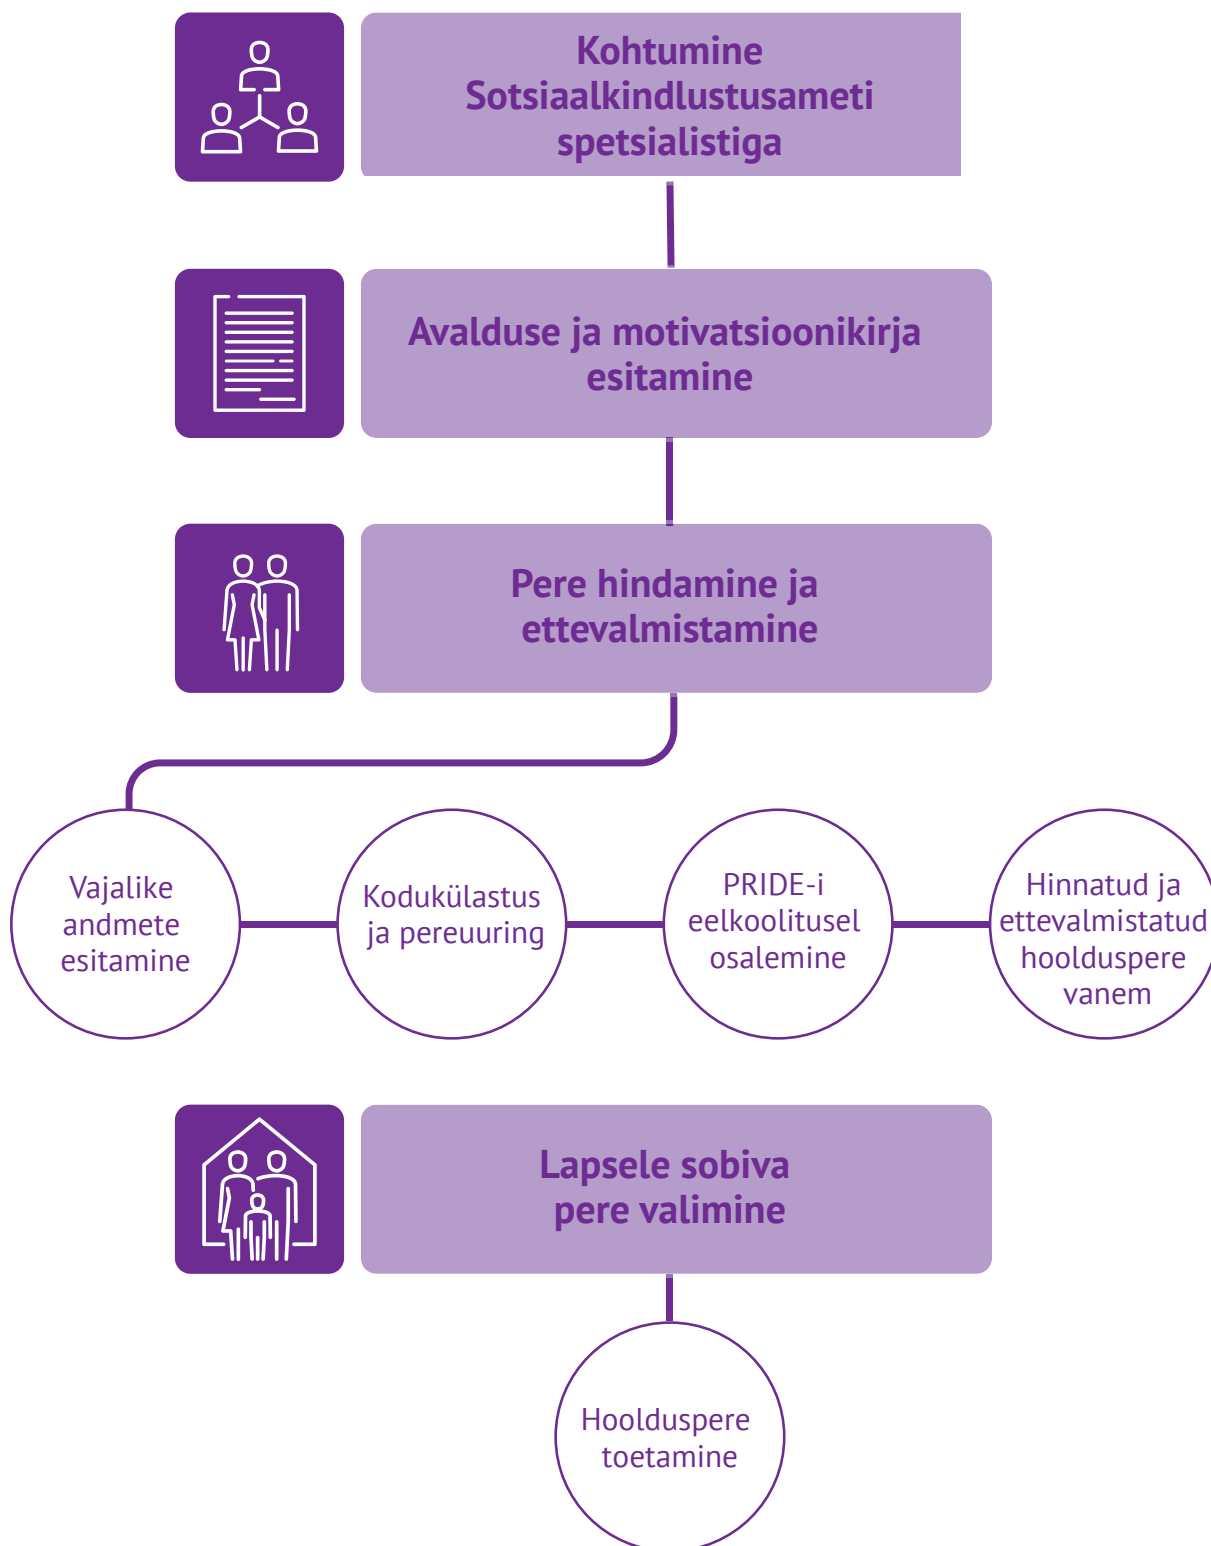 Kohtumine
Sotsiaalkindlustusameti
spetsialistiga
Avalduse ja motivatsioonikirja
esitamine
Pere hindamine ja
ettevalmistamine
Vajalike
andmete
esitamine
Kodukülastus
ja pereuuring
PRIDE-i
eelkoolitusel
osalemine
Hinnatud ja
ettevalmistatud
hoolduspere
vanem
Lapsele sobiva
pere valimine
Hoolduspere
toetamine